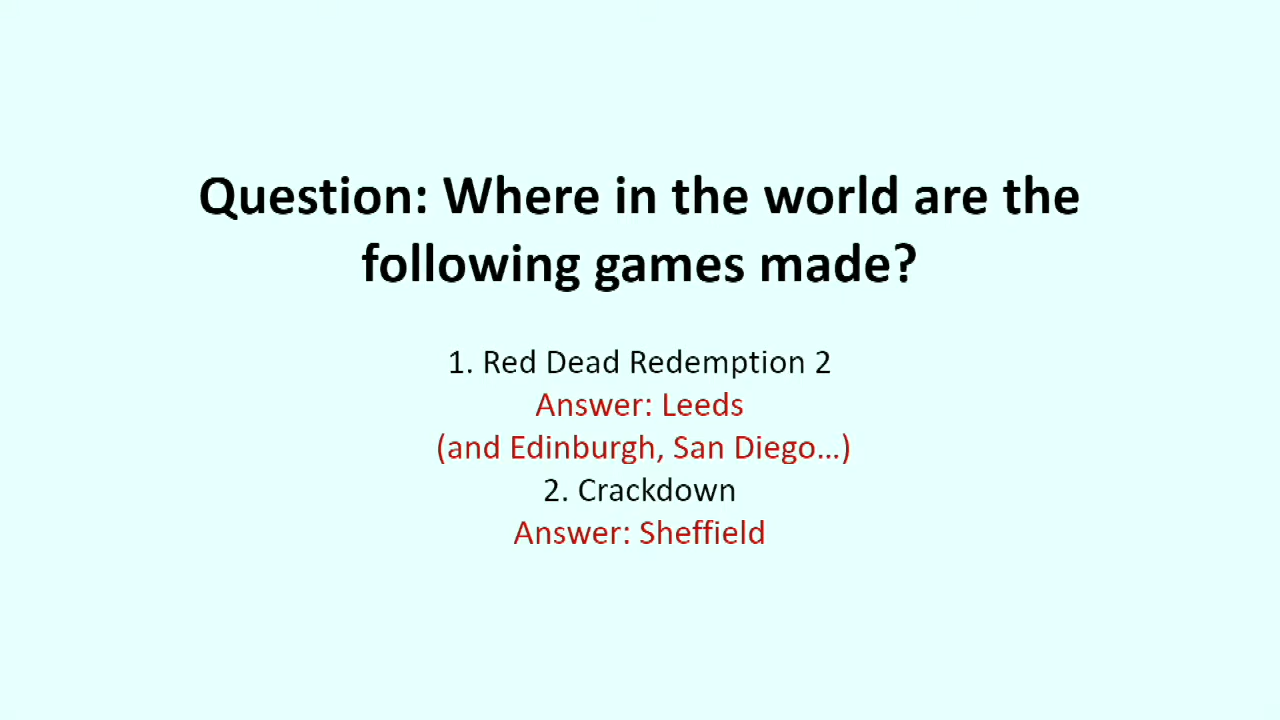 Question: Where in the world are the
following games made?
1. Red Dead Redemption 2
Answer: Leeds
(and Edinburgh, San Diego…)
2. Crackdown
Answer: Sheffield